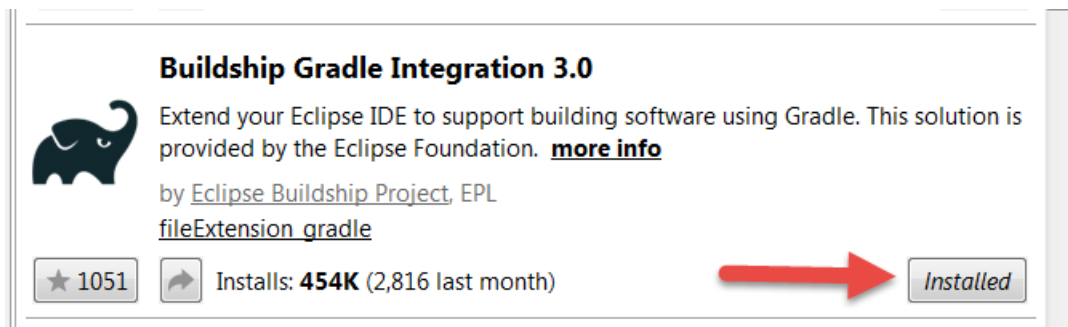 Buildship Gradle Integration 3.0
Extend your Eclipse IDE to support building software using Gradle. This solution is
provided by the Eclipse Foundation. more info
by Eclipse Buildship Project, EPL
fileExtension_gradle
1051 Installs: 454K (2,816 last month) Installed